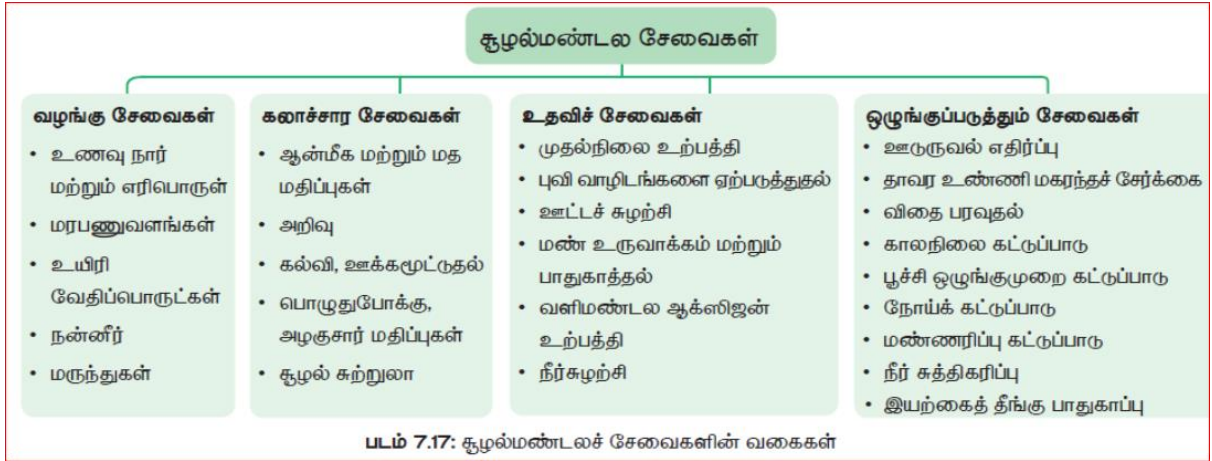 சூழல்மண்டல சேவைகள்
வழங்கு சேவைகள்
• உணவு நார்
மற்றும் எரிபொருள்
• மரபணுவளங்கள்
• உயிரி
வேதிப்பொருட்கள்
• நன்னீர்
• மருந்துகள்
கலாச்சார சேவைகள்
• ஆன்மீக மற்றும் மத
மதிப்புகள்
• அறிவு
• கல்வி, ஊக்கமூட்டுதல்
• பொழுதுபோக்கு,
அழகுசார் மதிப்புகள்
• சூழல் சுற்றுலா
உதவிச் சேவைகள்
• முதல்நிலை உற்பத்தி
• புவி வாழிடங்களை ஏற்படுத்துதல்
• ஊட்டச் சுழற்சி
• மண் உருவாக்கம் மற்றும்
பாதுகாத்தல்
• வளிமண்டல ஆக்ஸிஜன்
உற்பத்தி
• நீர்சுழற்சி
ஒழுங்குப்படுத்தும் சேவைகள்
• ஊடுருவல் எதிர்ப்பு
• தாவர உண்ணி மகரந்தச் சேர்க்கை
• விதை பரவுதல்
• காலநிலை கட்டுப்பாடு
• பூச்சி ஒழுங்குமுறை கட்டுப்பாடு
• நோய்க் கட்டுப்பாடு
• மண்ணரிப்பு கட்டுப்பாடு
• நீர் சுத்திகரிப்பு
• இயற்கைத் தீங்கு பாதுகாப்பு
படம் 7.17: சூழல்மண்டலச் சேவைகளின் வகைகள்